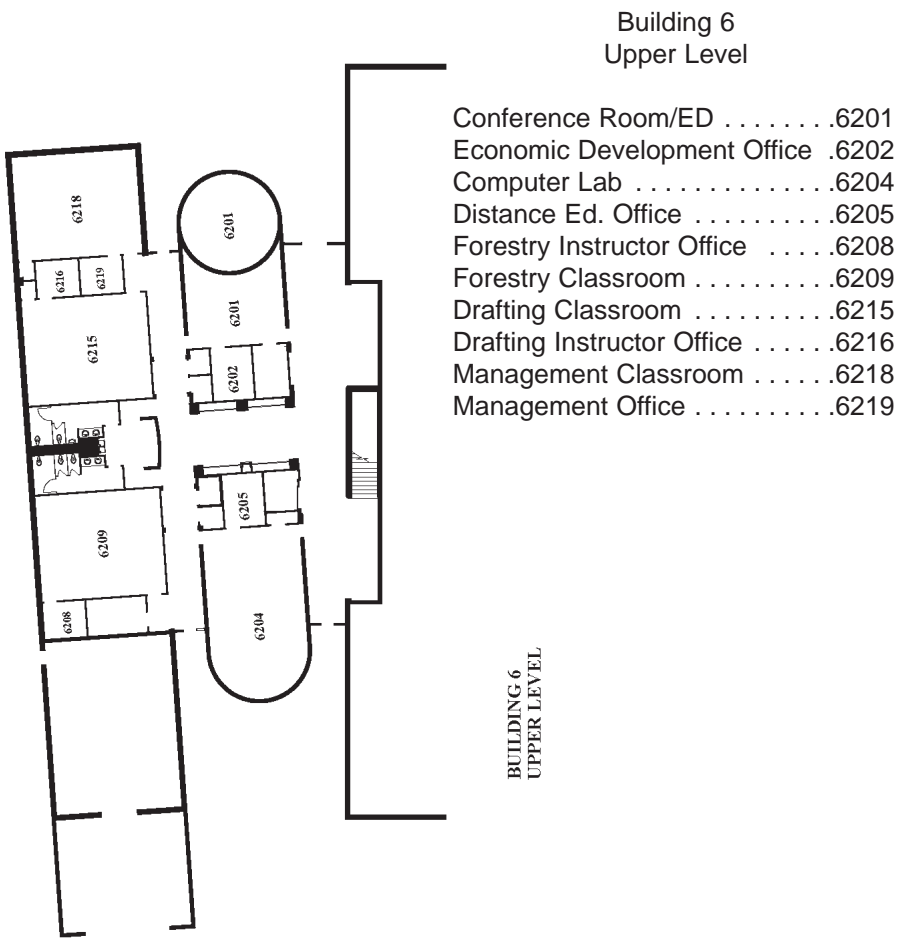 Building 6
Upper Level
Conference Room/ED . . . . . . . .6201
Economic Development Office .6202
Computer Lab . . . . . . . . . . . . . .6204
Distance Ed. Office . . . . . . . . . .6205
Forestry Instructor Office . . . . .6208
Forestry Classroom . . . . . . . . . .6209
Drafting Classroom . . . . . . . . . .6215
Drafting Instructor Office . . . . . .6216
Management Classroom . . . . . .6218
Management Office . . . . . . . . . .6219
6218
6216
6219
6215
6209
6208
6201
6201
6202
6205
6204
BUILDING 6
UPPER LEVEL